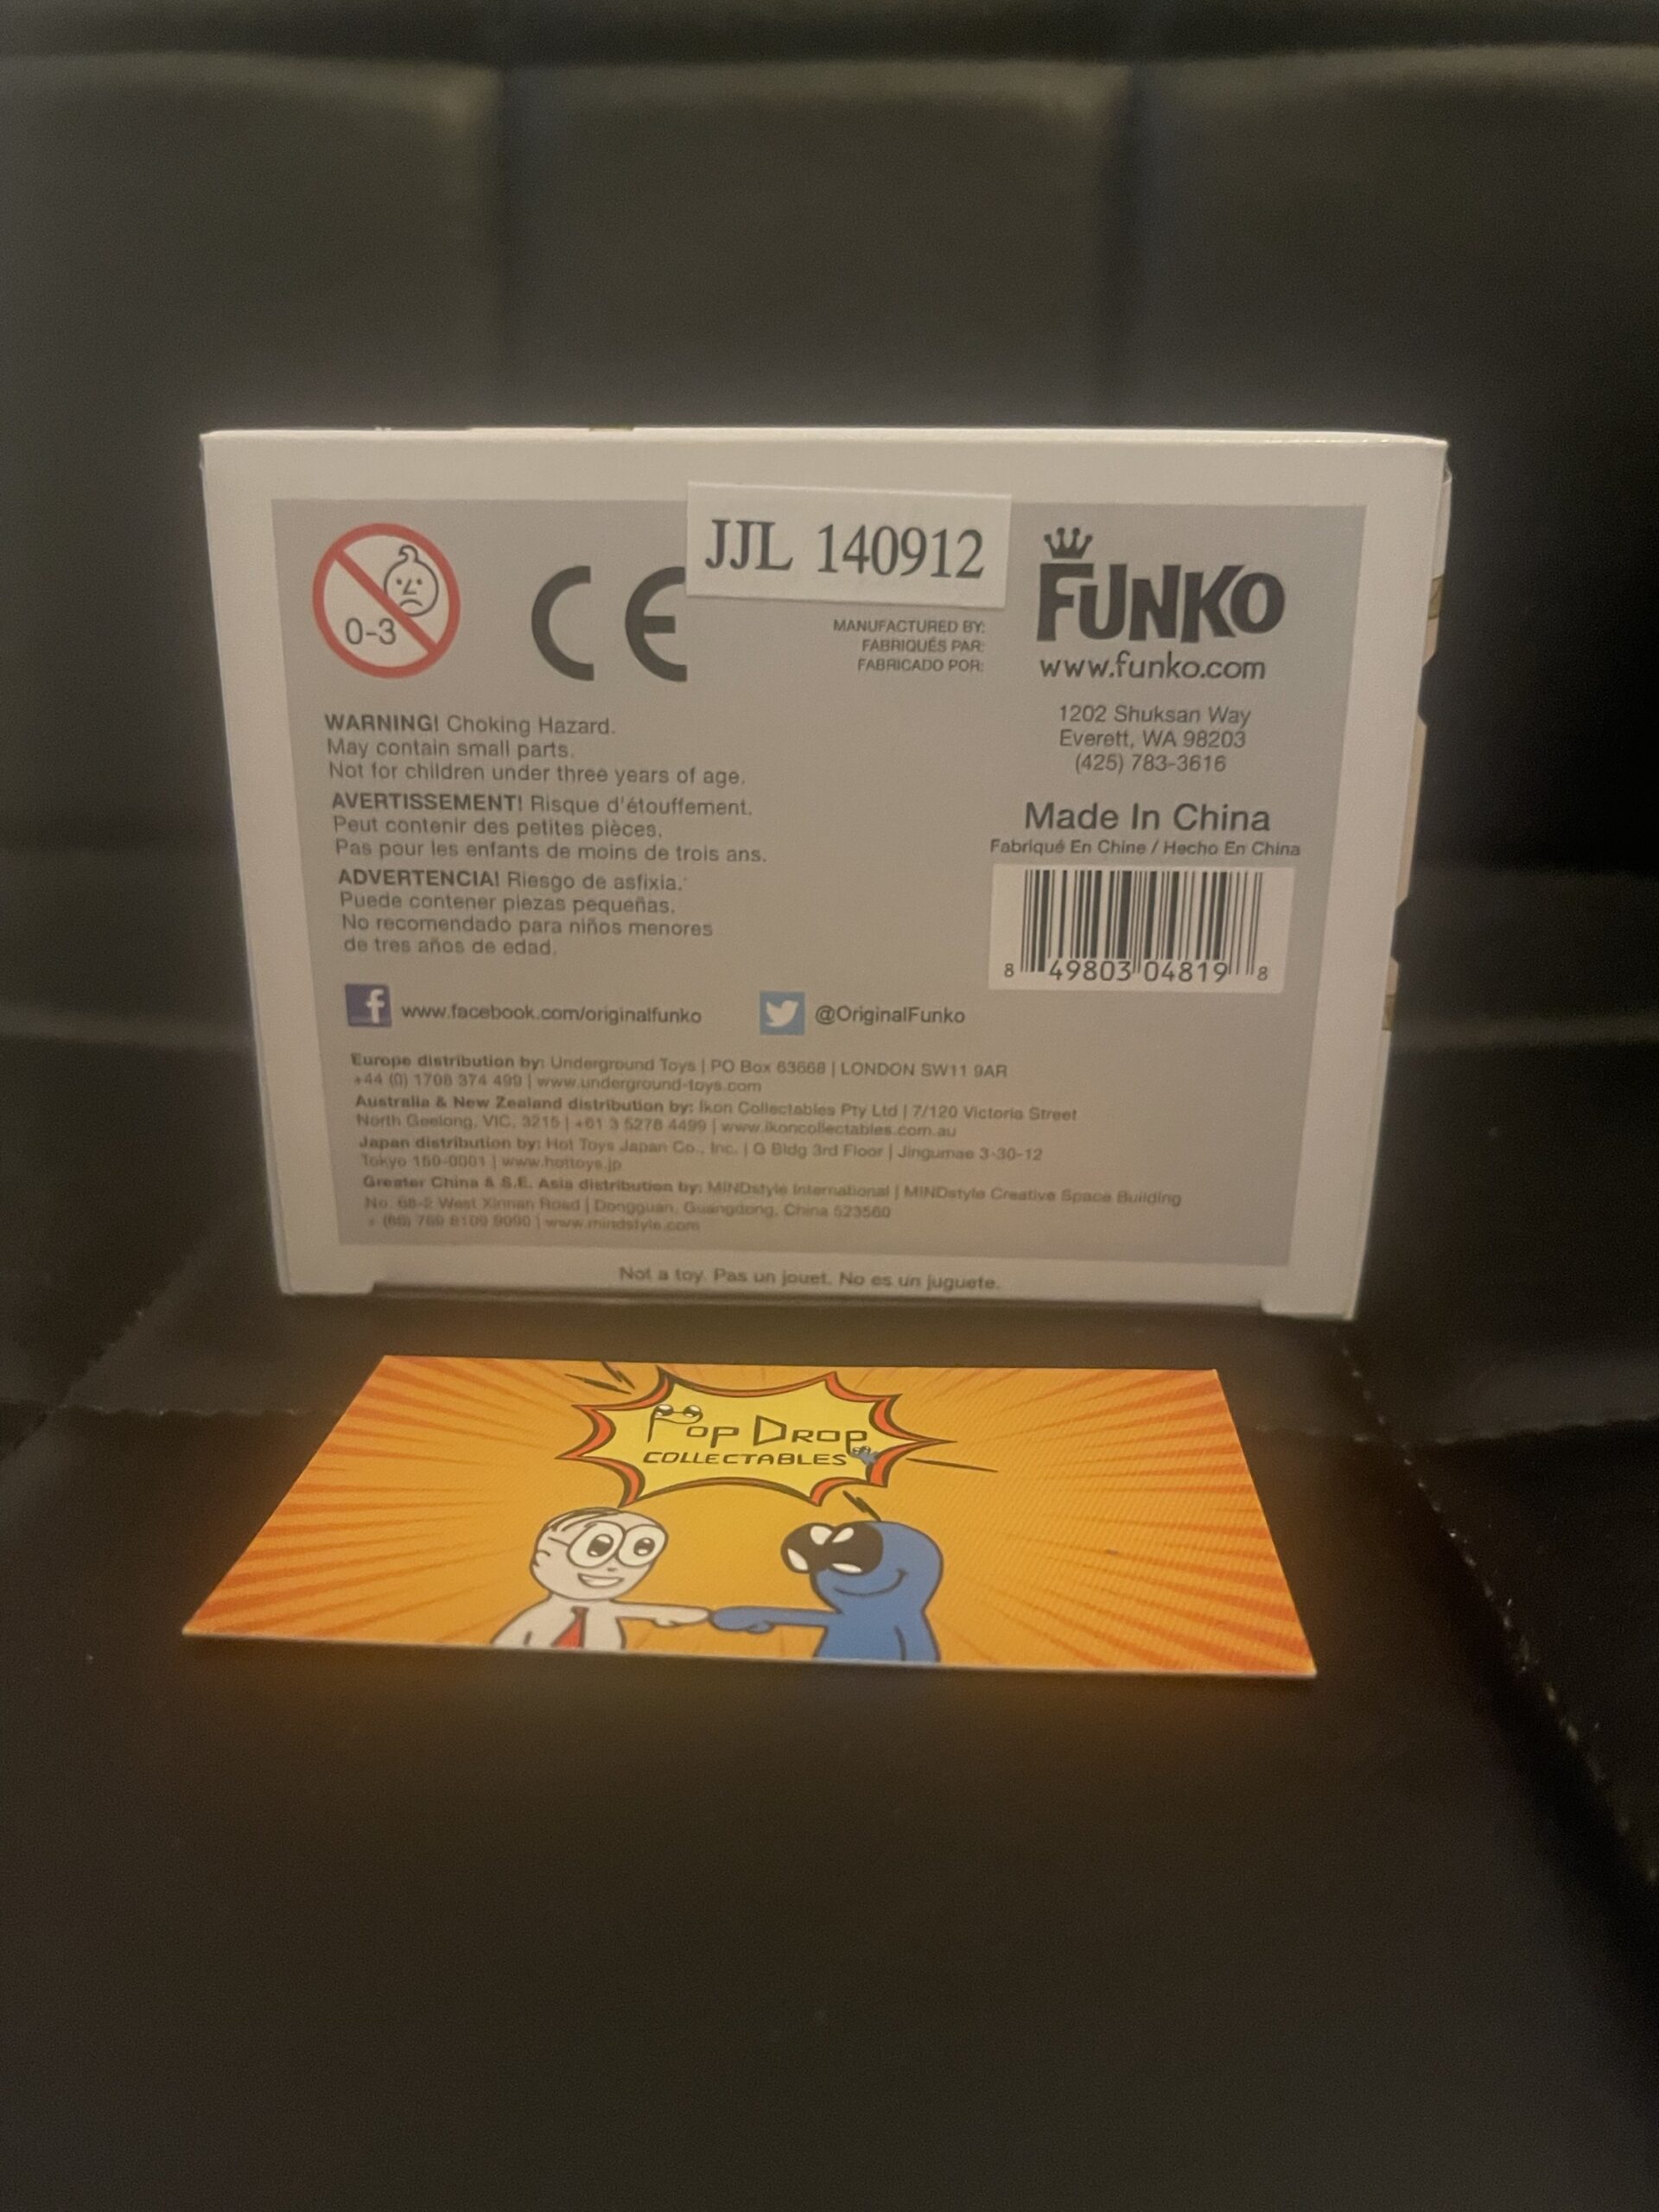 JJL 140912
0-3
CE
MANUFACTURED BY:
FABRIQUÉS PAR:
FABRICADO POR:
FUNKO
www.funko.com
1202 Shuksan Way
Everett, WA 98203
(425) 783-3616
WARNING! Choking Hazard.
May contain small parts.
Not for children under three years of age.
AVERTISSEMENT! Risque d'étouffement.
Peut contenir des petites pièces.
Pas pour les enfants de moins de trois ans.
ADVERTENCIA! Riesgo de asfixia.
Puede contener piezas pequeñas.
No recomendado para niños menores
de tres años de edad.
Made In China
Fabriqué En Chine / Hecho En China
8 49803 04819 8
f www.facebook.com/originalfunko
@OriginalFunko
Europe distribution by: Underground Toys | PO Box 63668 | LONDON SW11 9AR
+44 (0) 1708 374 499 | www.underground-toys.com
Australia & New Zealand distribution by: Ikon Collectables Pty Ltd | 7/120 Victoria Street
North Geelong, VIC, 3215 | +61 3 5278 4499 | www.ikoncollectables.com.au
Japan distribution by: Hot Toys Japan Co., Inc. | G Bldg 3rd Floor | Jingumae 3-30-12
Tokyo 150-0001 | www.hottoys.jp
Greater China & S.E. Asia distribution by: MINDstyle International | MINDstyle Creative Space Building
No. 68-2 West Xinnan Road | Dongguan, Guangdong, China 523560
+ (86) 769 8109 9090 | www.mindstyle.com
Not a toy. Pas un jouet. No es un juguete.
POP DROP
COLLECTABLES